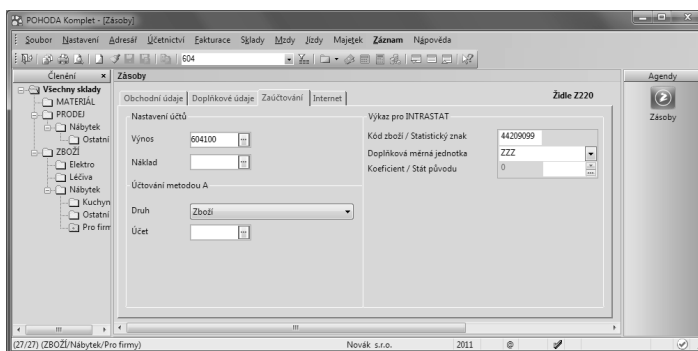 POHODA Komplet - [Zásoby]
Soubor Nastavení Adresář Účetnictví Fakturace Sklady Mzdy Jízdy Majetek Záznam Nápověda
604
Členění
Všechny sklady
MATERIÁL
PRODEJ
Nábytek
Ostatní
ZBOŽÍ
Elektro
Léčiva
Nábytek
Kuchyn
Ostatní
Pro firm
Zásoby
Obchodní údaje Doplňkové údaje Zaúčtování Internet Židle Z220
Nastavení účtů
Výnos 604100
Náklad
Účtování metodou A
Druh Zboží
Účet
Výkaz pro INTRASTAT
Kód zboží / Statistický znak 44209099
Doplňková měrná jednotka ZZZ
Koeficient / Stát původu 0
Agendy
Zásoby
(27/27) (ZBOŽÍ/Nábytek/Pro firmy) Novák s.r.o. 2011 @